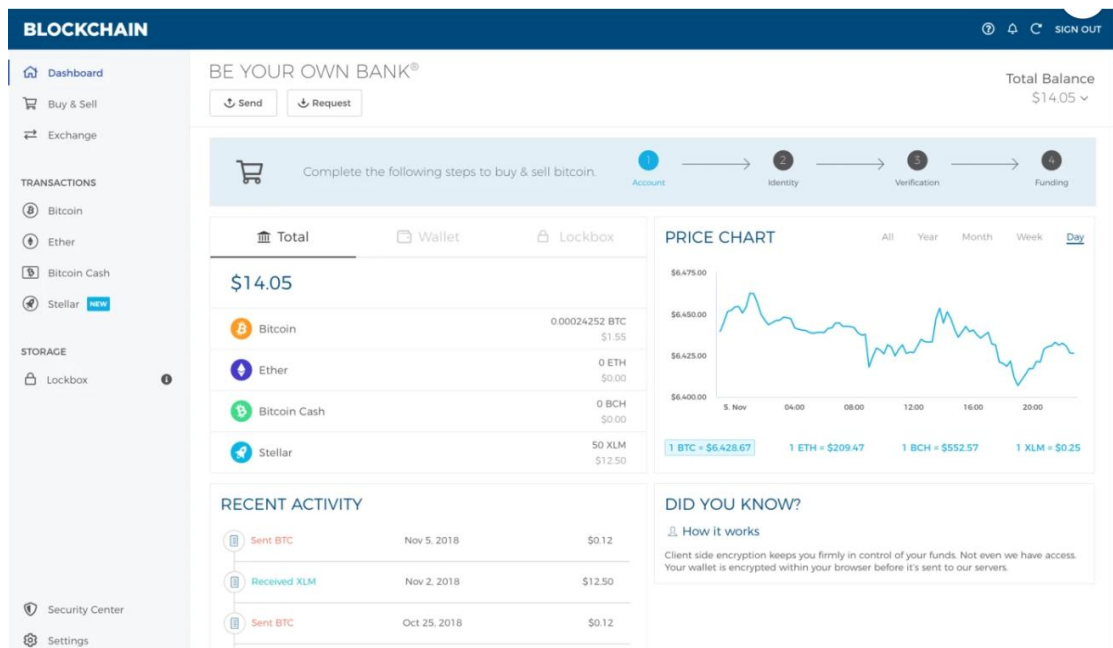 BLOCKCHAIN
SIGN OUT
Dashboard
Buy & Sell
Exchange
TRANSACTIONS
Bitcoin
Ether
Bitcoin Cash
Stellar NEW
STORAGE
Lockbox
Security Center
Settings
BE YOUR OWN BANK®
Send Request
Total Balance
$14.05
Complete the following steps to buy & sell bitcoin.
1 2 3 4
Account Identity Verification Funding
Total Wallet Lockbox
$14.05
Bitcoin 0.00024252 BTC
$1.55
Ether 0 ETH
$0.00
Bitcoin Cash 0 BCH
$0.00
Stellar 50 XLM
$12.50
PRICE CHART All Year Month Week Day
$6,475.00
$6,450.00
$6,425.00
$6,400.00
5. Nov 04:00 08:00 12:00 16:00 20:00
1 BTC = $6,428.67 1 ETH = $209.47 1 BCH = $552.57 1 XLM = $0.25
RECENT ACTIVITY
Sent BTC Nov 5, 2018 $0.12
Received XLM Nov 2, 2018 $12.50
Sent BTC Oct 25, 2018 $0.12
DID YOU KNOW?
How it works
Client side encryption keeps you firmly in control of your funds. Not even we have access.
Your wallet is encrypted within your browser before it's sent to our servers.